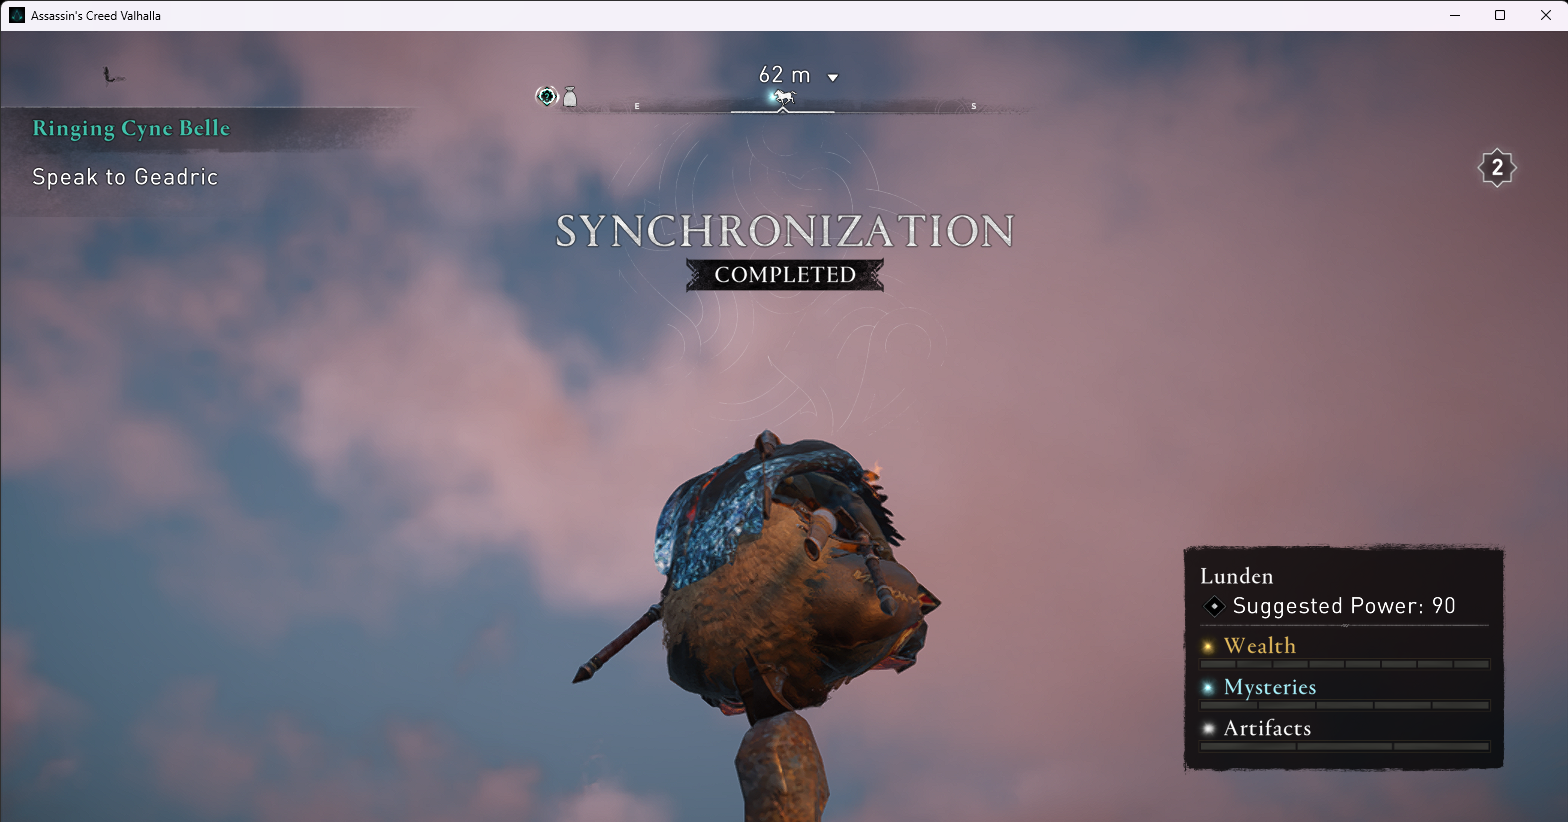 Assassin's Creed Valhalla
62 m
E
S
Ringing Cyne Belle
Speak to Geadric
2
SYNCHRONIZATION
COMPLETED
Lunden
Suggested Power: 90
Wealth
Mysteries
Artifacts